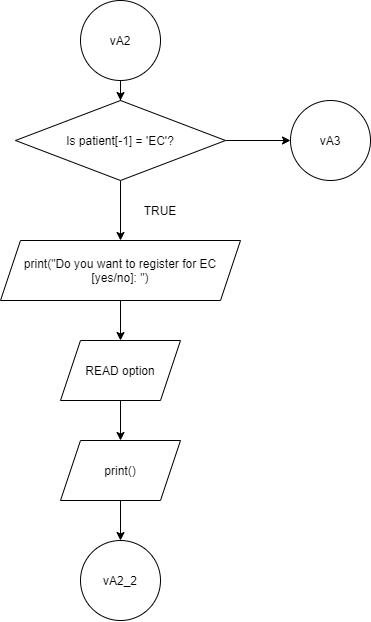 vA2
Is patient[-1] = 'EC'?
vA3
TRUE
print("Do you want to register for EC
[yes/no]: ")
READ option
print()
vA2_2